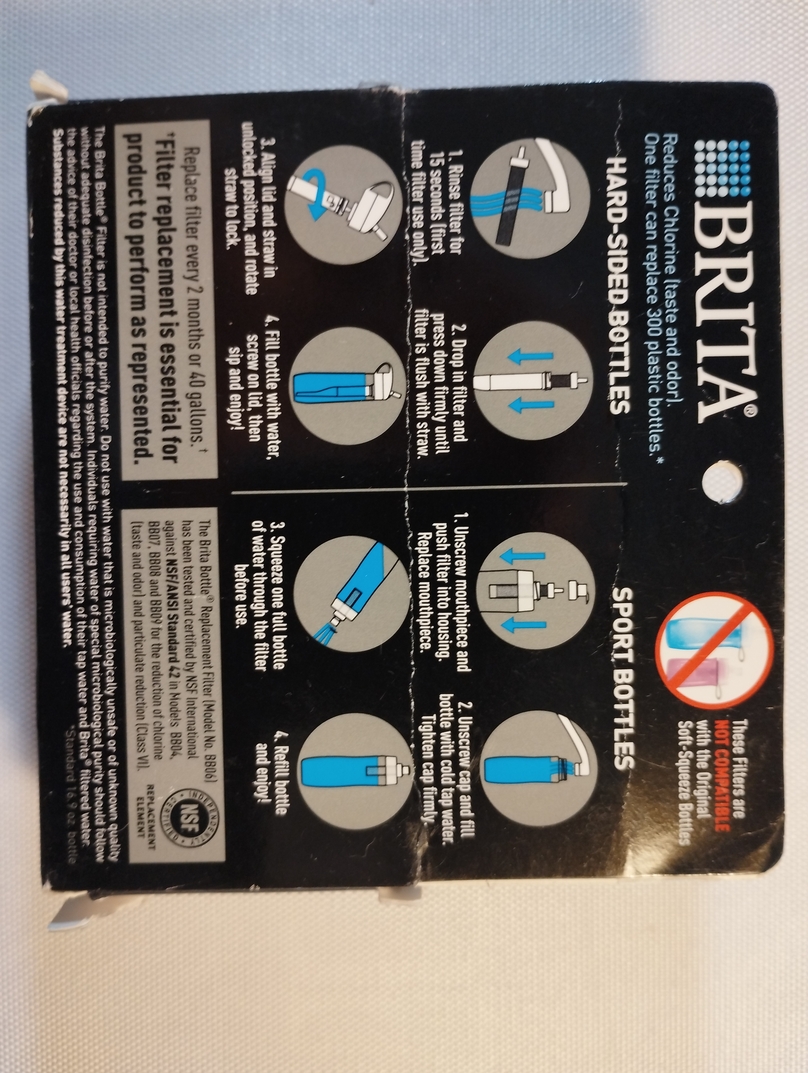 BRITA®
Reduces Chlorine (taste and odor).
One filter can replace 300 plastic bottles.*
These Filters are
NOT COMPATIBLE
with the Original
Soft-Squeeze Bottles
HARD-SIDED BOTTLES
1. Rinse filter for
15 seconds (first
time filter use only).
2. Drop in filter and
press down firmly until
filter is flush with straw.
3. Align lid and straw in
unlocked position, and rotate
straw to lock.
4. Fill bottle with water,
screw on lid, then
sip and enjoy!
SPORT BOTTLES
1. Unscrew mouthpiece and
push filter into housing.
Replace mouthpiece.
2. Unscrew cap and fill
bottle with cold tap water.
Tighten cap firmly.
3. Squeeze one full bottle
of water through the filter
before use.
4. Refill bottle
and enjoy!
Replace filter every 2 months or 40 gallons.†
†Filter replacement is essential for
product to perform as represented.
The Brita Bottle® Replacement Filter (Model No. BB06)
has been tested and certified by NSF International
against NSF/ANSI Standard 42 in Models BB04,
BB07, BB08 and BB09 for the reduction of chlorine
(taste and odor) and particulate reduction (Class VI).
INDEPENDENTLY
NSF
CERTIFIED
REPLACEMENT
ELEMENT
The Brita Bottle® Filter is not intended to purify water. Do not use with water that is microbiologically unsafe or of unknown quality
without adequate disinfection before or after the system. Individuals requiring water of special microbiological purity should follow
the advice of their doctor or local health officials regarding the use and consumption of their tap water and Brita® filtered water.
Substances reduced by this water treatment device are not necessarily in all users' water.
*Standard 16.9 oz. bottle